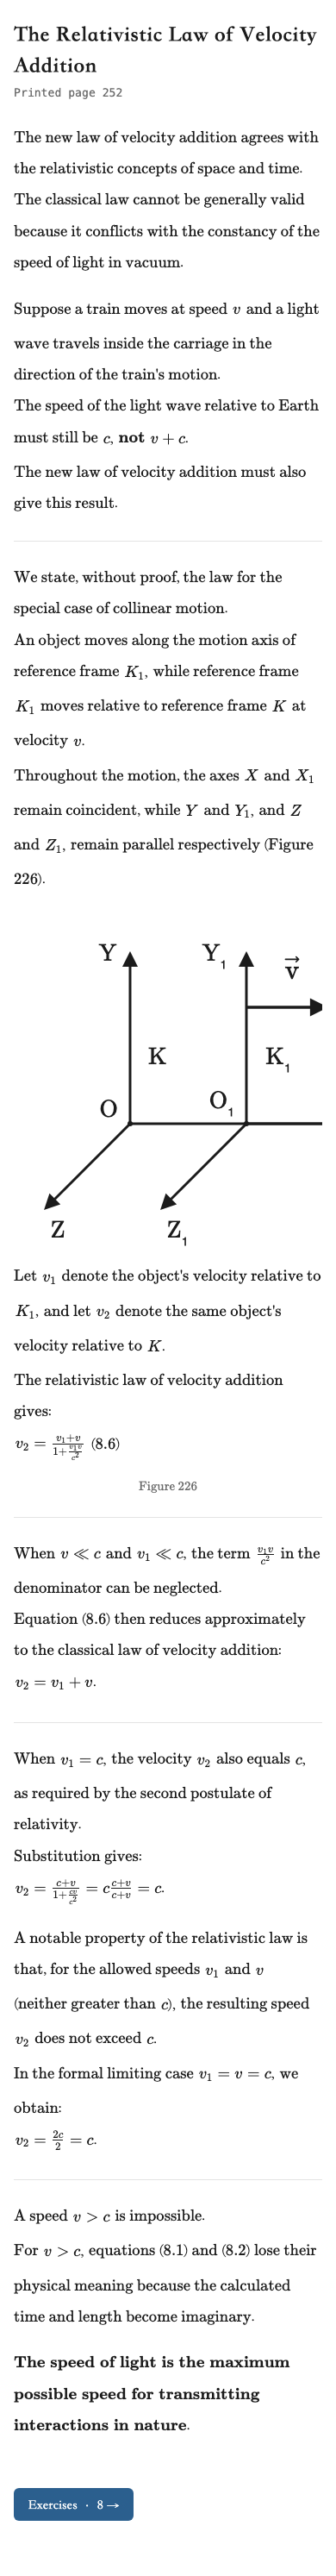 The Relativistic Law of Velocity
Addition
Printed page 252
The new law of velocity addition agrees with
the relativistic concepts of space and time.
The classical law cannot be generally valid
because it conflicts with the constancy of the
speed of light in vacuum.
Suppose a train moves at speed v and a light
wave travels inside the carriage in the
direction of the train's motion.
The speed of the light wave relative to Earth
must still be c, not v + c.
The new law of velocity addition must also
give this result.
We state, without proof, the law for the
special case of collinear motion.
An object moves along the motion axis of
reference frame K₁, while reference frame
K₁ moves relative to reference frame K at
velocity v.
Throughout the motion, the axes X and X₁
remain coincident, while Y and Y₁, and Z
and Z₁, remain parallel respectively (Figure
226).
Y Y₁ v⃗
K K₁
O O₁
Z Z₁
Let v₁ denote the object's velocity relative to
K₁, and let v₂ denote the same object's
velocity relative to K.
The relativistic law of velocity addition
gives:
v₂ = (v₁+v)/(1+(v₁v)/c²) (8.6)
Figure 226
When v ≪ c and v₁ ≪ c, the term v₁v/c² in the
denominator can be neglected.
Equation (8.6) then reduces approximately
to the classical law of velocity addition:
v₂ = v₁ + v.
When v₁ = c, the velocity v₂ also equals c,
as required by the second postulate of
relativity.
Substitution gives:
v₂ = (c+v)/(1+(cv)/c²) = c (c+v)/(c+v) = c.
A notable property of the relativistic law is
that, for the allowed speeds v₁ and v
(neither greater than c), the resulting speed
v₂ does not exceed c.
In the formal limiting case v₁ = v = c, we
obtain:
v₂ = 2c/2 = c.
A speed v > c is impossible.
For v > c, equations (8.1) and (8.2) lose their
physical meaning because the calculated
time and length become imaginary.
The speed of light is the maximum
possible speed for transmitting
interactions in nature.
Exercises · 8 →